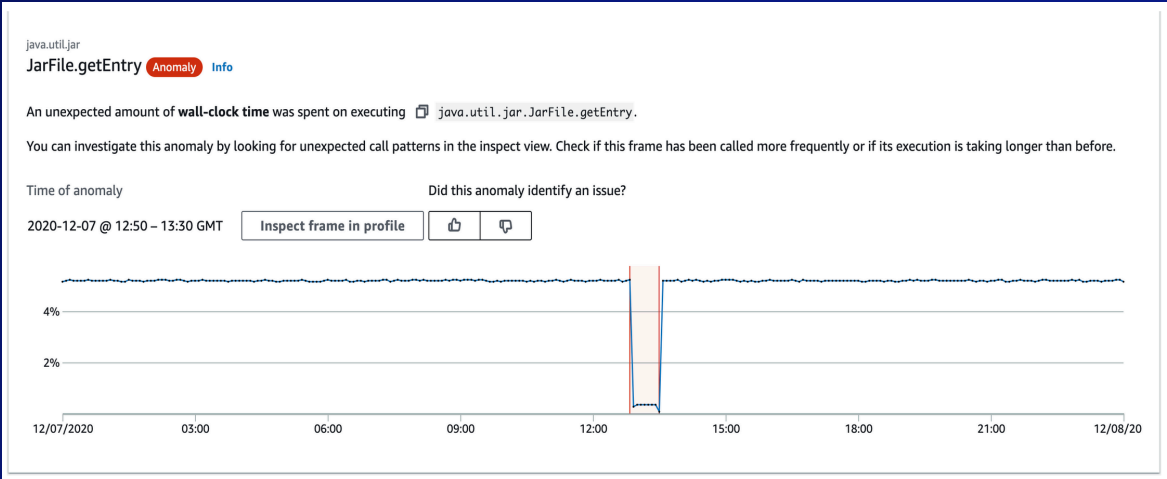 java.util.jar
JarFile.getEntry Anomaly Info
An unexpected amount of wall-clock time was spent on executing java.util.jar.JarFile.getEntry.
You can investigate this anomaly by looking for unexpected call patterns in the inspect view. Check if this frame has been called more frequently or if its execution is taking longer than before.
Time of anomaly Did this anomaly identify an issue?
2020-12-07 @ 12:50 – 13:30 GMT Inspect frame in profile
4%
2%
12/07/2020 03:00 06:00 09:00 12:00 15:00 18:00 21:00 12/08/20